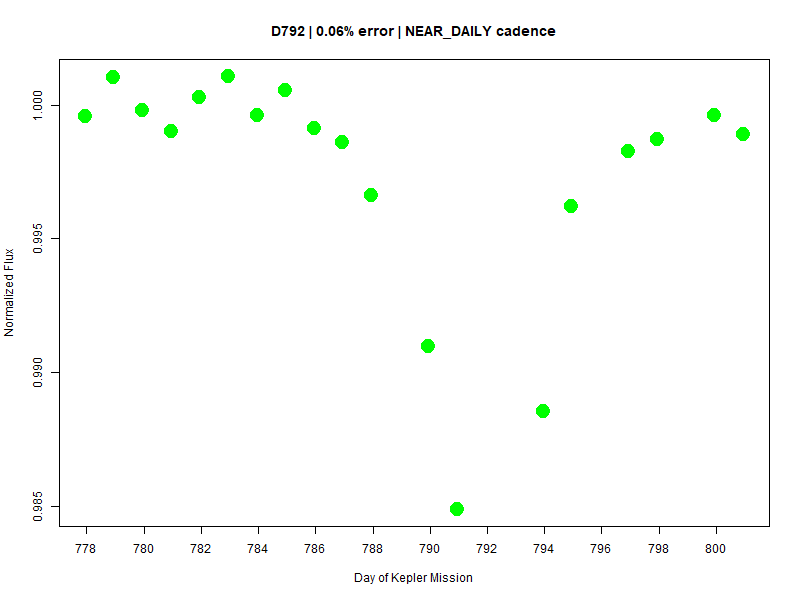 D792 | 0.06% error | NEAR_DAILY cadence
1.000
0.995
0.990
0.985
Normalized Flux
778 780 782 784 786 788 790 792 794 796 798 800
Day of Kepler Mission